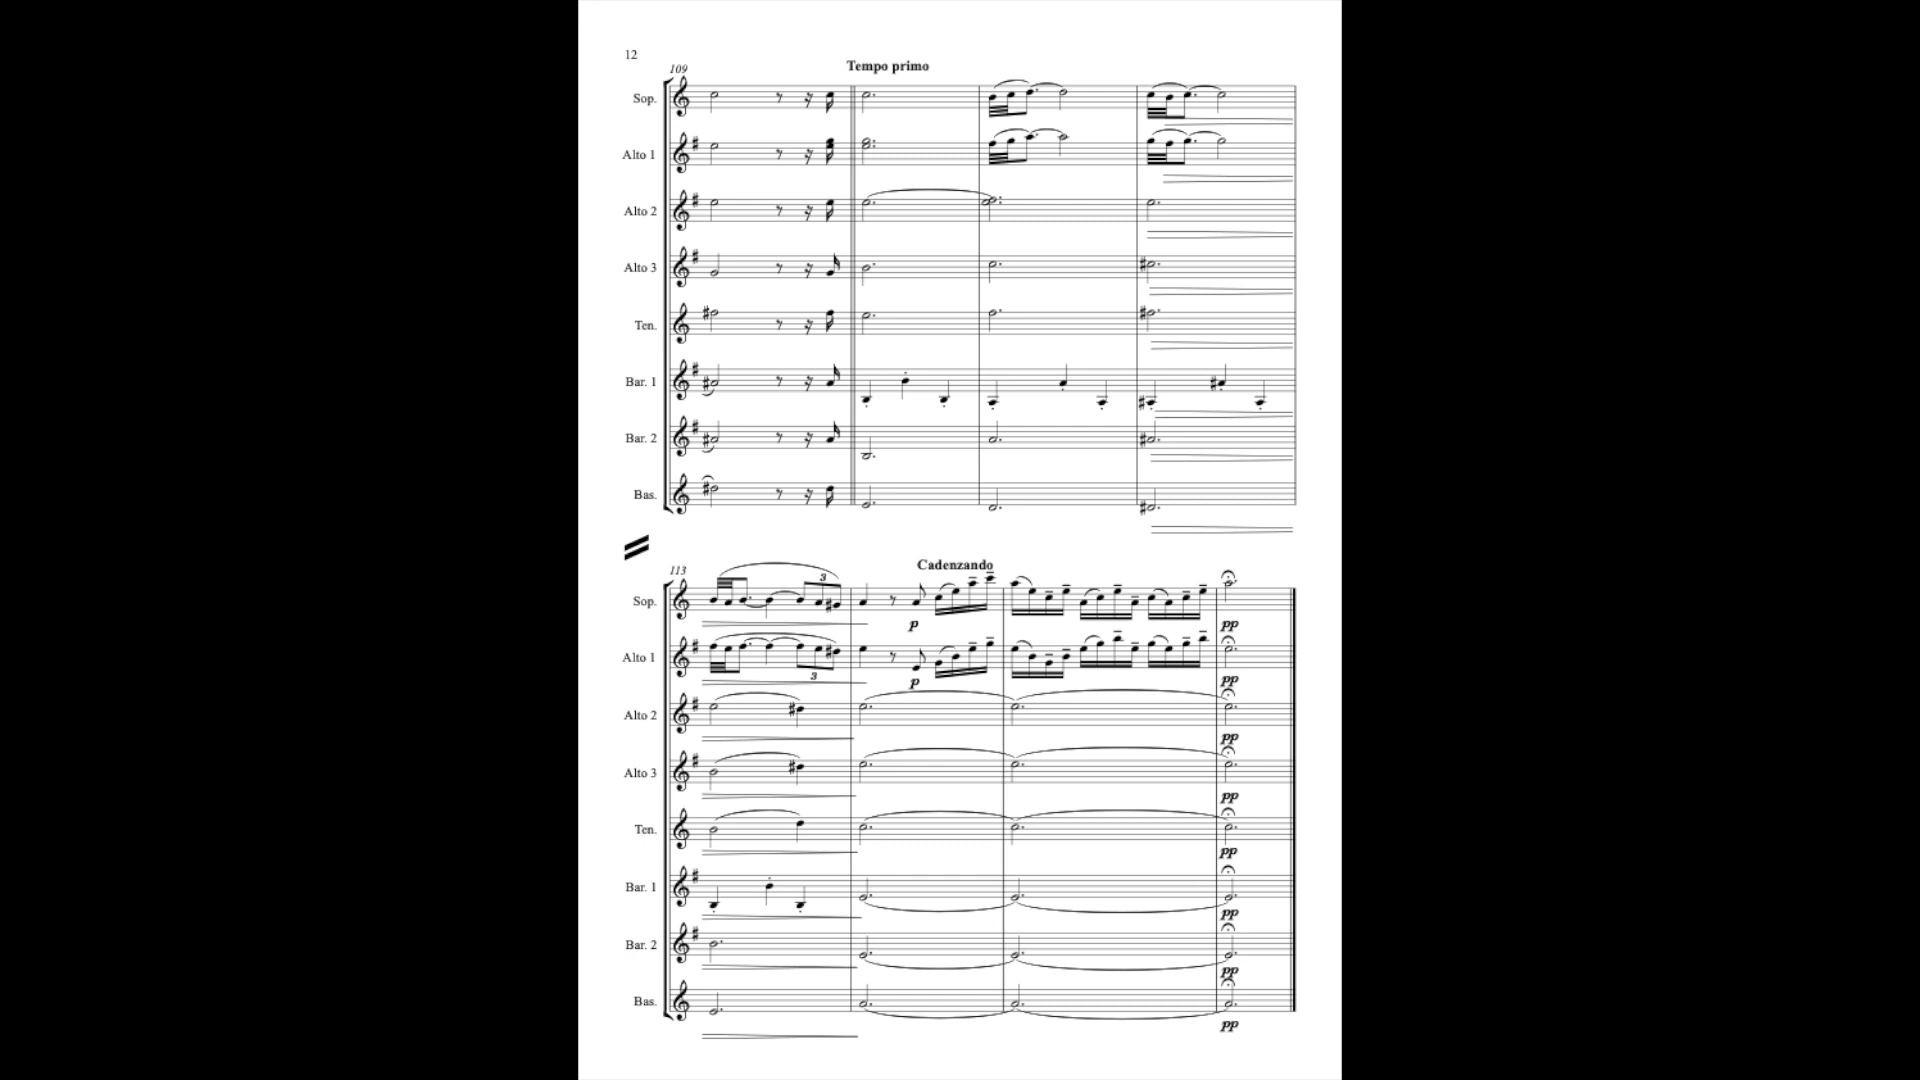 12
109
Tempo primo
Sop.
Alto 1
Alto 2
Alto 3
Ten.
Bar. 1
Bar. 2
Bas.
113
Cadenzando
Sop.
3
p
pp
Alto 1
3
p
pp
Alto 2
pp
Alto 3
pp
Ten.
pp
Bar. 1
pp
Bar. 2
pp
Bas.
pp